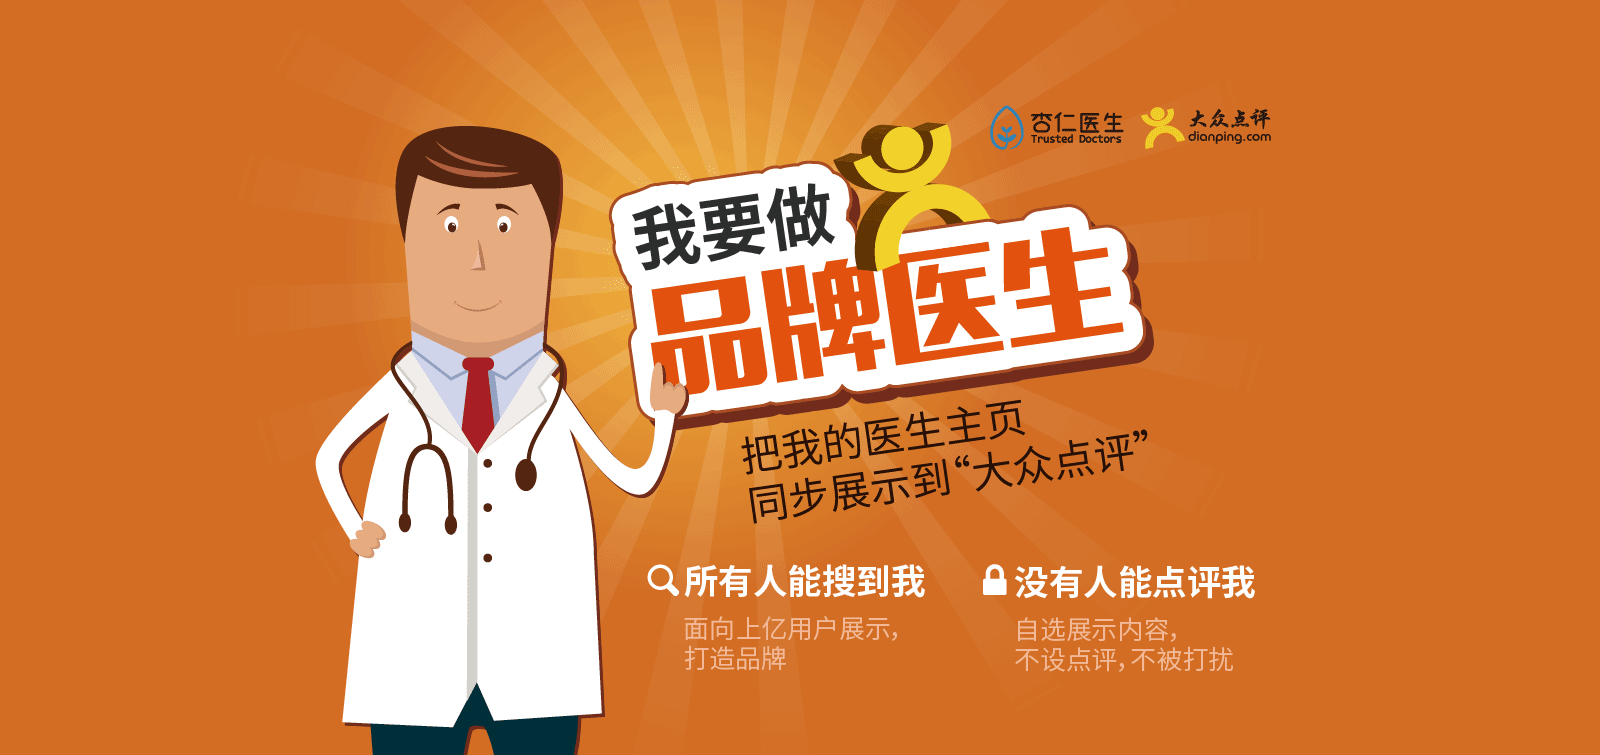 杏仁医生
Trusted Doctors
大众点评
dianping.com
我要做
品牌医生
把我的医生主页
同步展示到“大众点评”
所有人能搜到我
面向上亿用户展示,
打造品牌
没有人能点评我
自选展示内容,
不设点评, 不被打扰